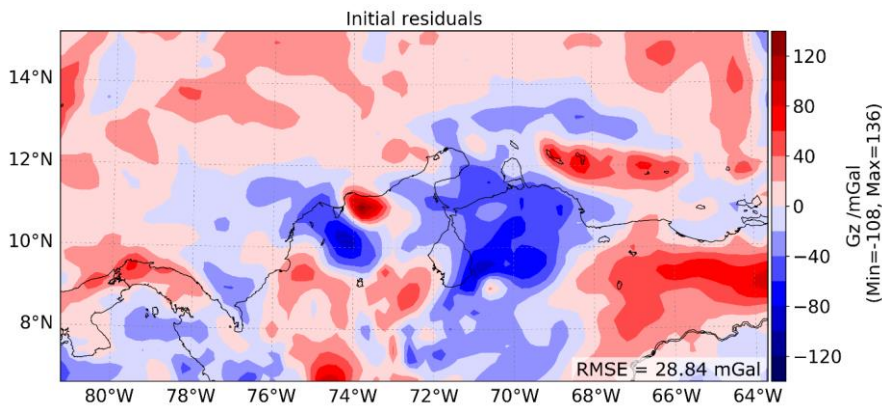 Initial residuals
14°N
12°N
10°N
8°N
80°W
78°W
76°W
74°W
72°W
70°W
68°W
66°W
64°W
RMSE = 28.84 mGal
120
80
40
0
−40
−80
−120
Gz /mGal
(Min=-108, Max=136)